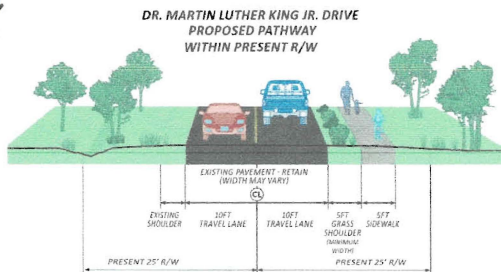 DR. MARTIN LUTHER KING JR. DRIVE
PROPOSED PATHWAY
WITHIN PRESENT R/W
EXISTING PAVEMENT - RETAIN
(WIDTH MAY VARY)
CL
EXISTING
SHOULDER
10FT
TRAVEL LANE
10FT
TRAVEL LANE
5FT
GRASS
SHOULDER
(MINIMUM
WIDTH)
5FT
SIDEWALK
PRESENT 25' R/W
PRESENT 25' R/W